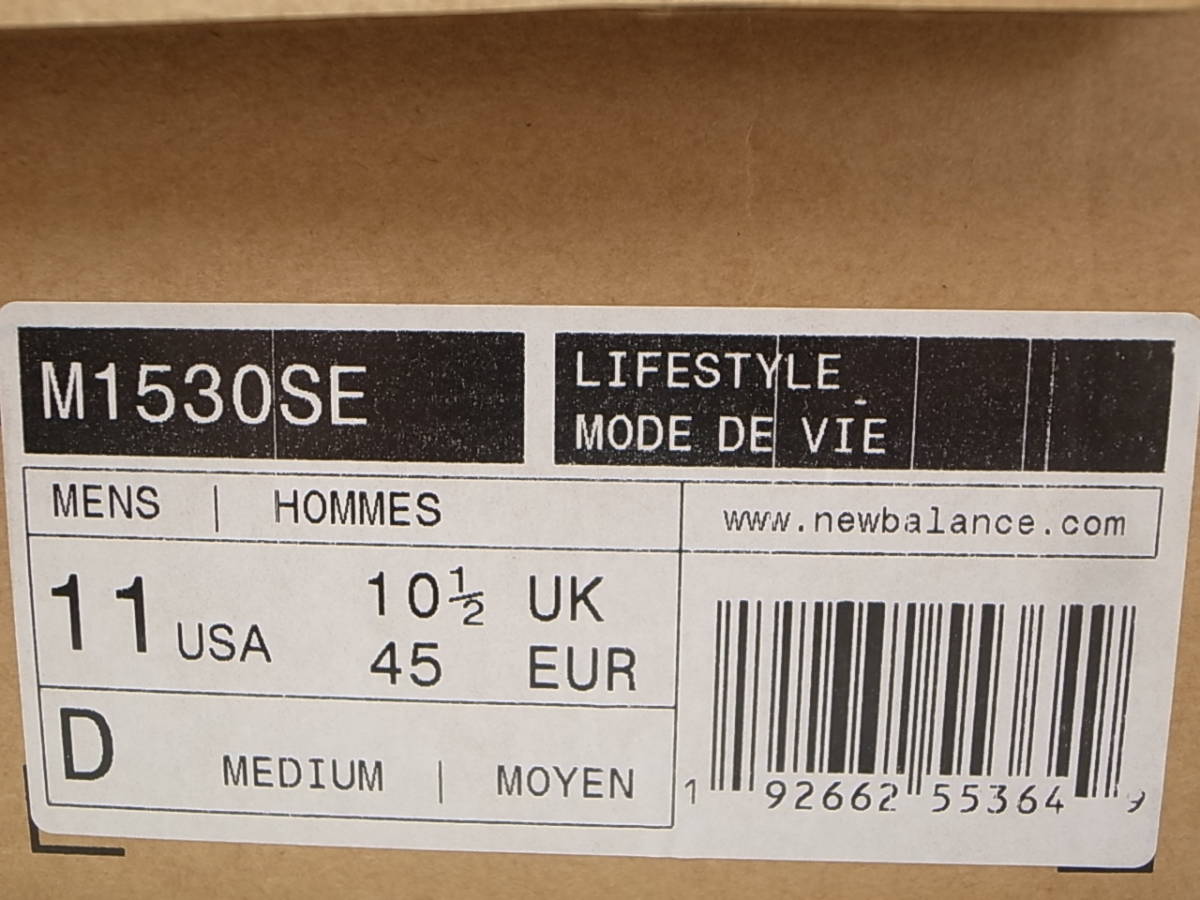 M1530SE
LIFESTYLE
MODE DE VIE
MENS | HOMMES
www.newbalance.com
11 USA
10½ UK
45 EUR
D MEDIUM | MOYEN
1 92662 55364 9